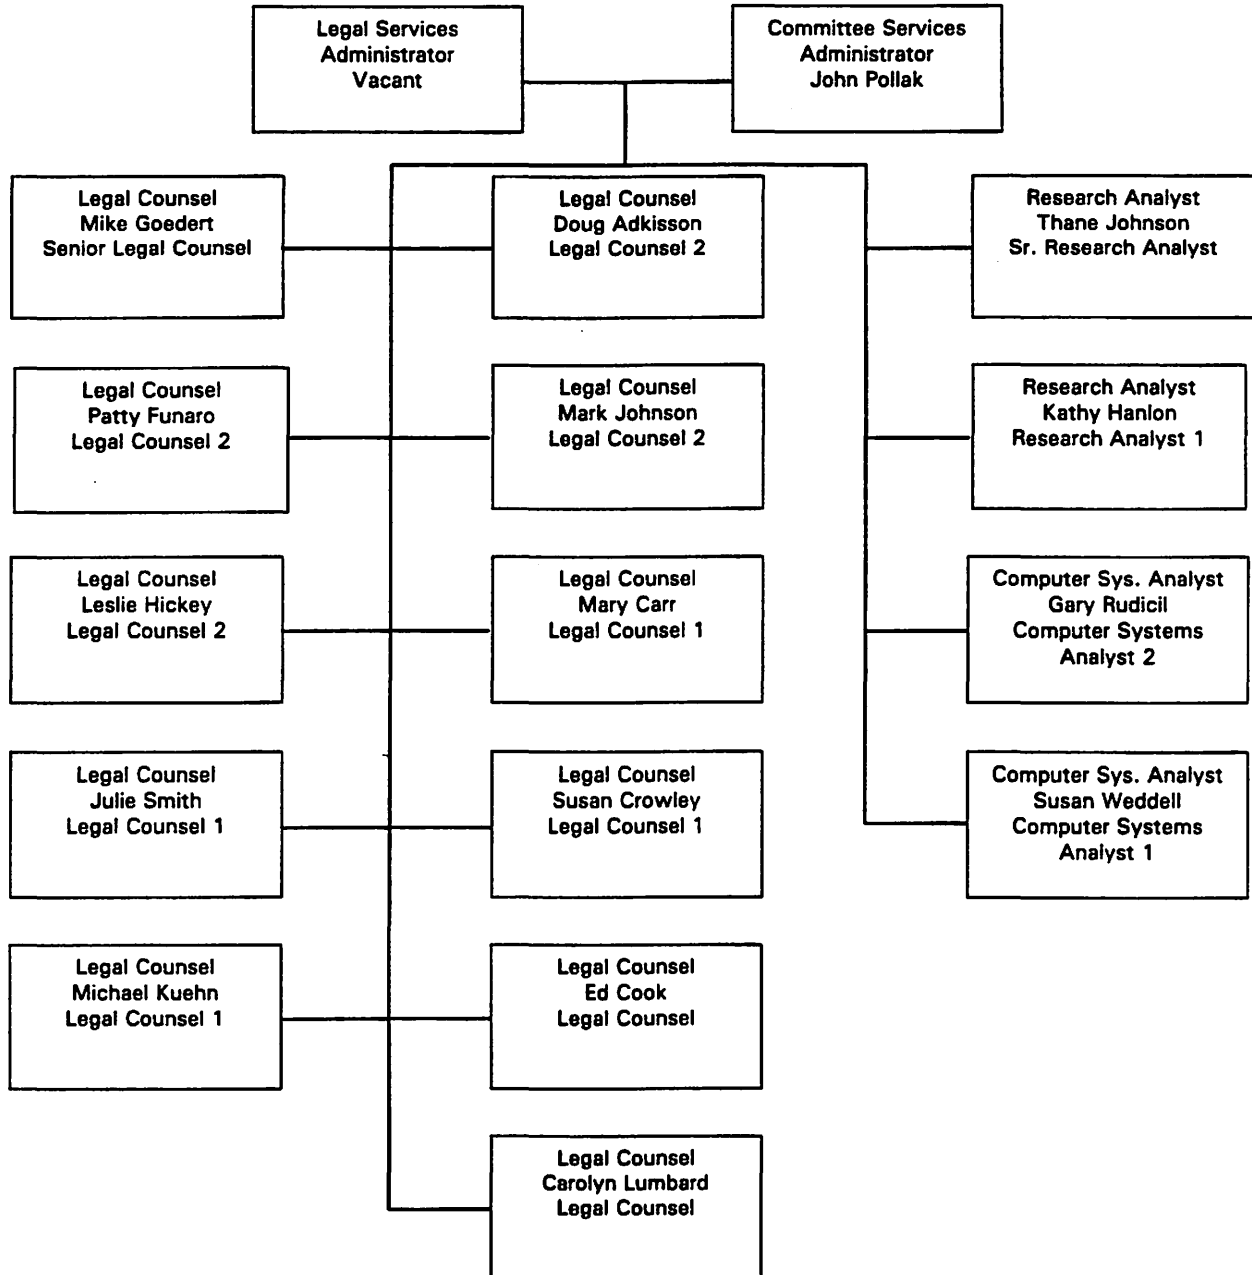 Legal Services
Administrator
Vacant
Committee Services
Administrator
John Pollak
Legal Counsel
Mike Goedert
Senior Legal Counsel
Legal Counsel
Doug Adkisson
Legal Counsel 2
Research Analyst
Thane Johnson
Sr. Research Analyst
Legal Counsel
Patty Funaro
Legal Counsel 2
Legal Counsel
Mark Johnson
Legal Counsel 2
Research Analyst
Kathy Hanlon
Research Analyst 1
Legal Counsel
Leslie Hickey
Legal Counsel 2
Legal Counsel
Mary Carr
Legal Counsel 1
Computer Sys. Analyst
Gary Rudicil
Computer Systems
Analyst 2
Legal Counsel
Julie Smith
Legal Counsel 1
Legal Counsel
Susan Crowley
Legal Counsel 1
Computer Sys. Analyst
Susan Weddell
Computer Systems
Analyst 1
Legal Counsel
Michael Kuehn
Legal Counsel 1
Legal Counsel
Ed Cook
Legal Counsel
Legal Counsel
Carolyn Lumbard
Legal Counsel